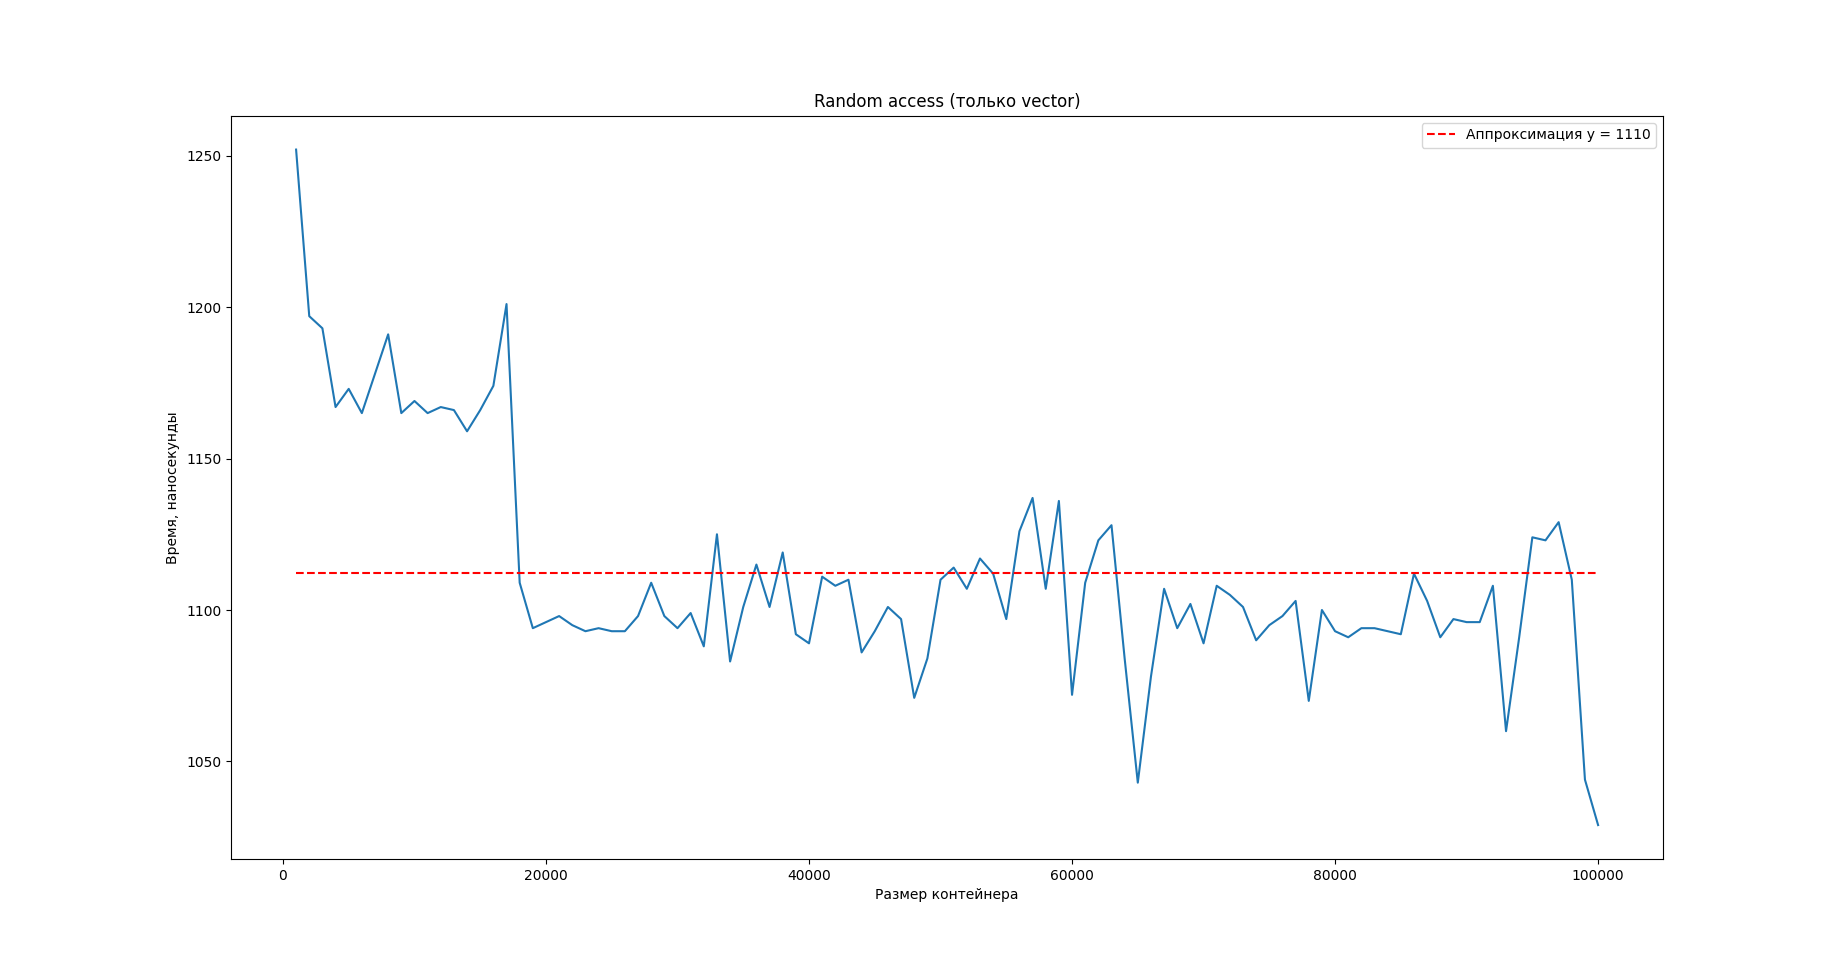 Random access (только vector)
Аппроксимация y = 1110
1250
1200
1150
1100
1050
Время, наносекунды
0
20000
40000
60000
80000
100000
Размер контейнера